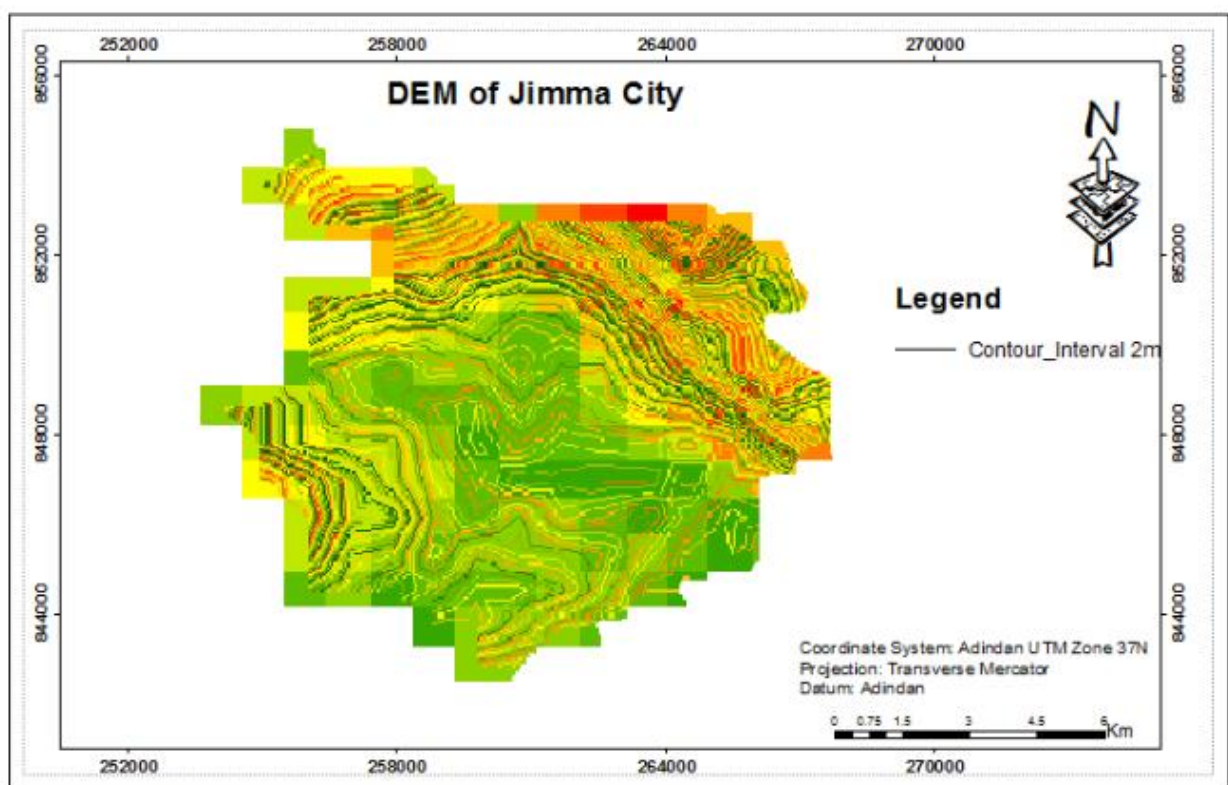 252000 258000 264000 270000
DEM of Jimma City
856000 856000
N
852000 852000
Legend
Contour_Interval 2m
848000 848000
844000 844000
Coordinate System: Adindan UTM Zone 37N
Projection: Transverse Mercator
Datum: Adindan
0 0.75 1.5 3 4.5 6
Km
252000 258000 264000 270000